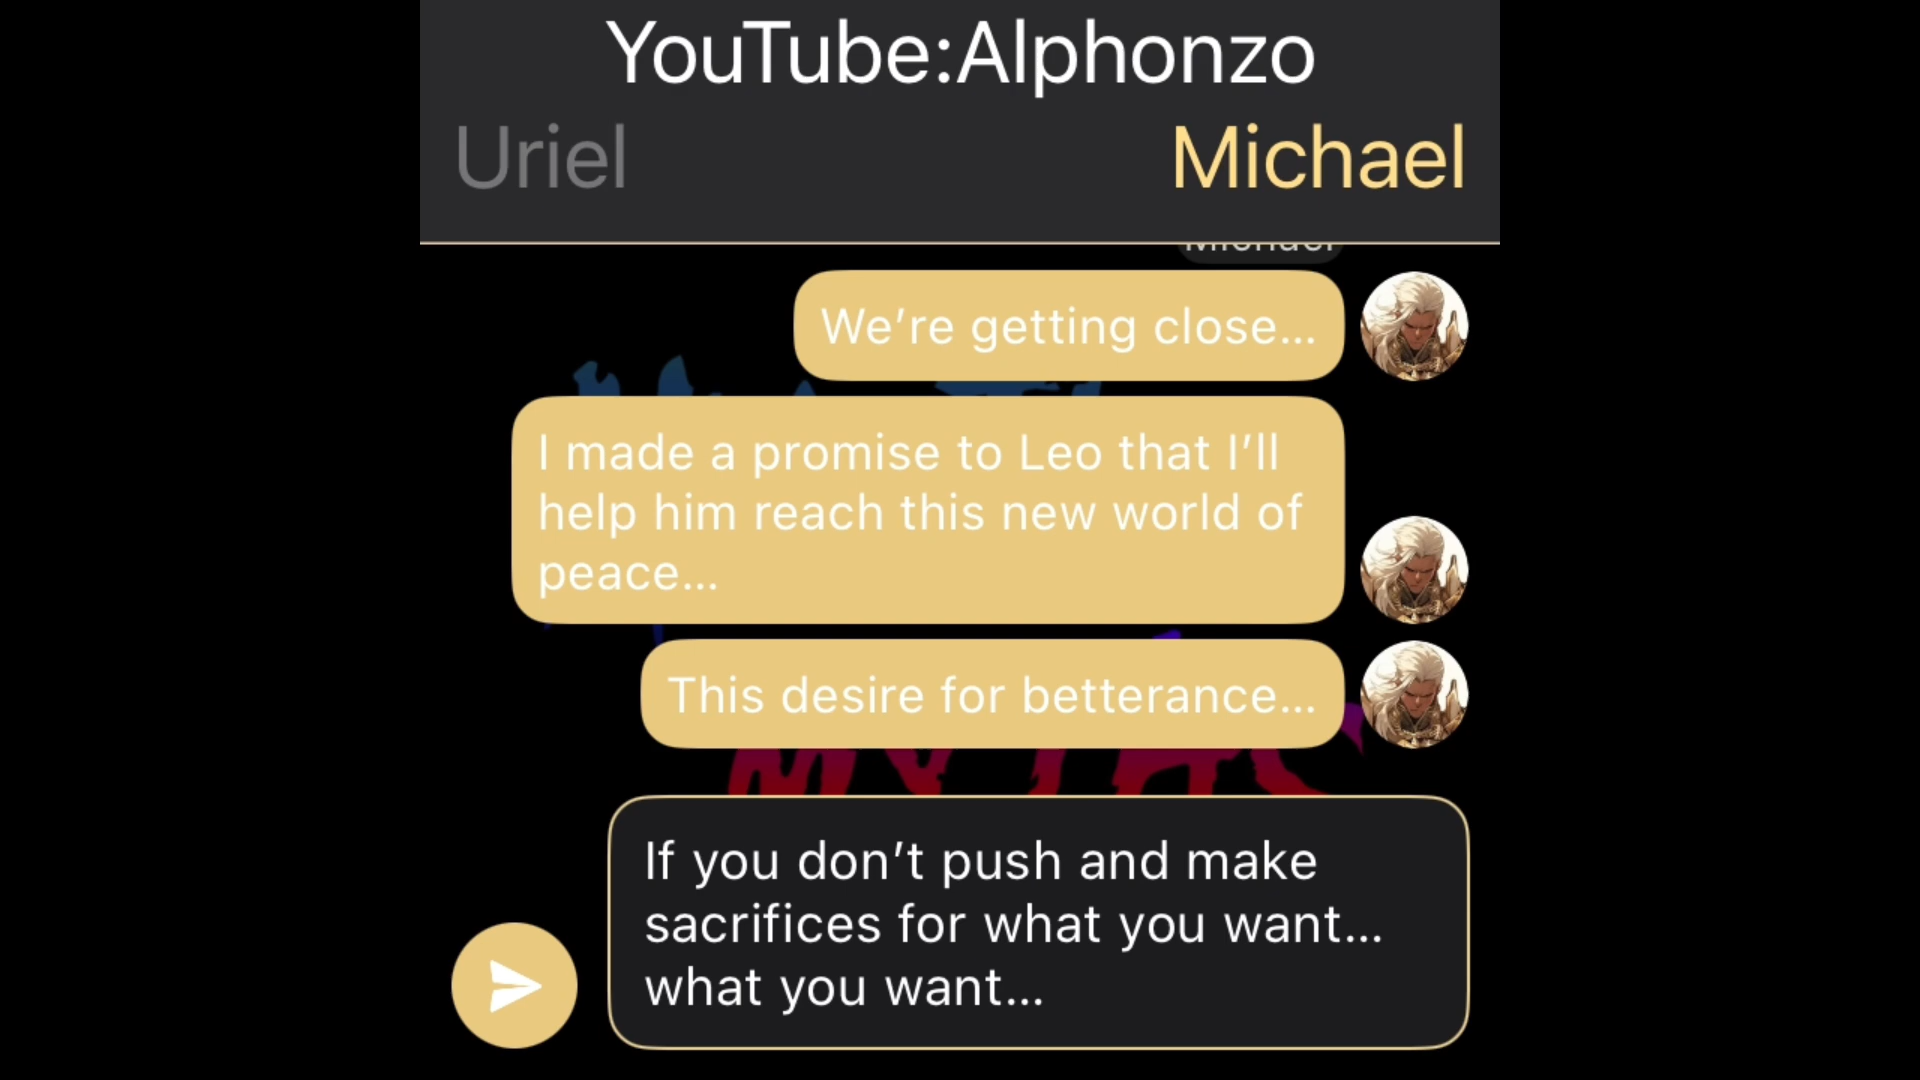 YouTube:Alphonzo
Uriel
Michael
Michael
We’re getting close...
I made a promise to Leo that I’ll
help him reach this new world of
peace...
This desire for betterance...
MYTHS
If you don’t push and make
sacrifices for what you want...
what you want...